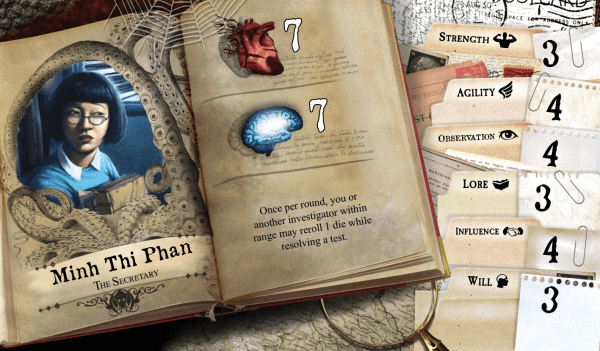 7
7
Once per round, you or
another investigator within
range may reroll 1 die while
resolving a test.
Minh Thi Phan
The Secretary
Strength 3
Agility 4
Observation 4
Lore 3
Influence 4
Will 3